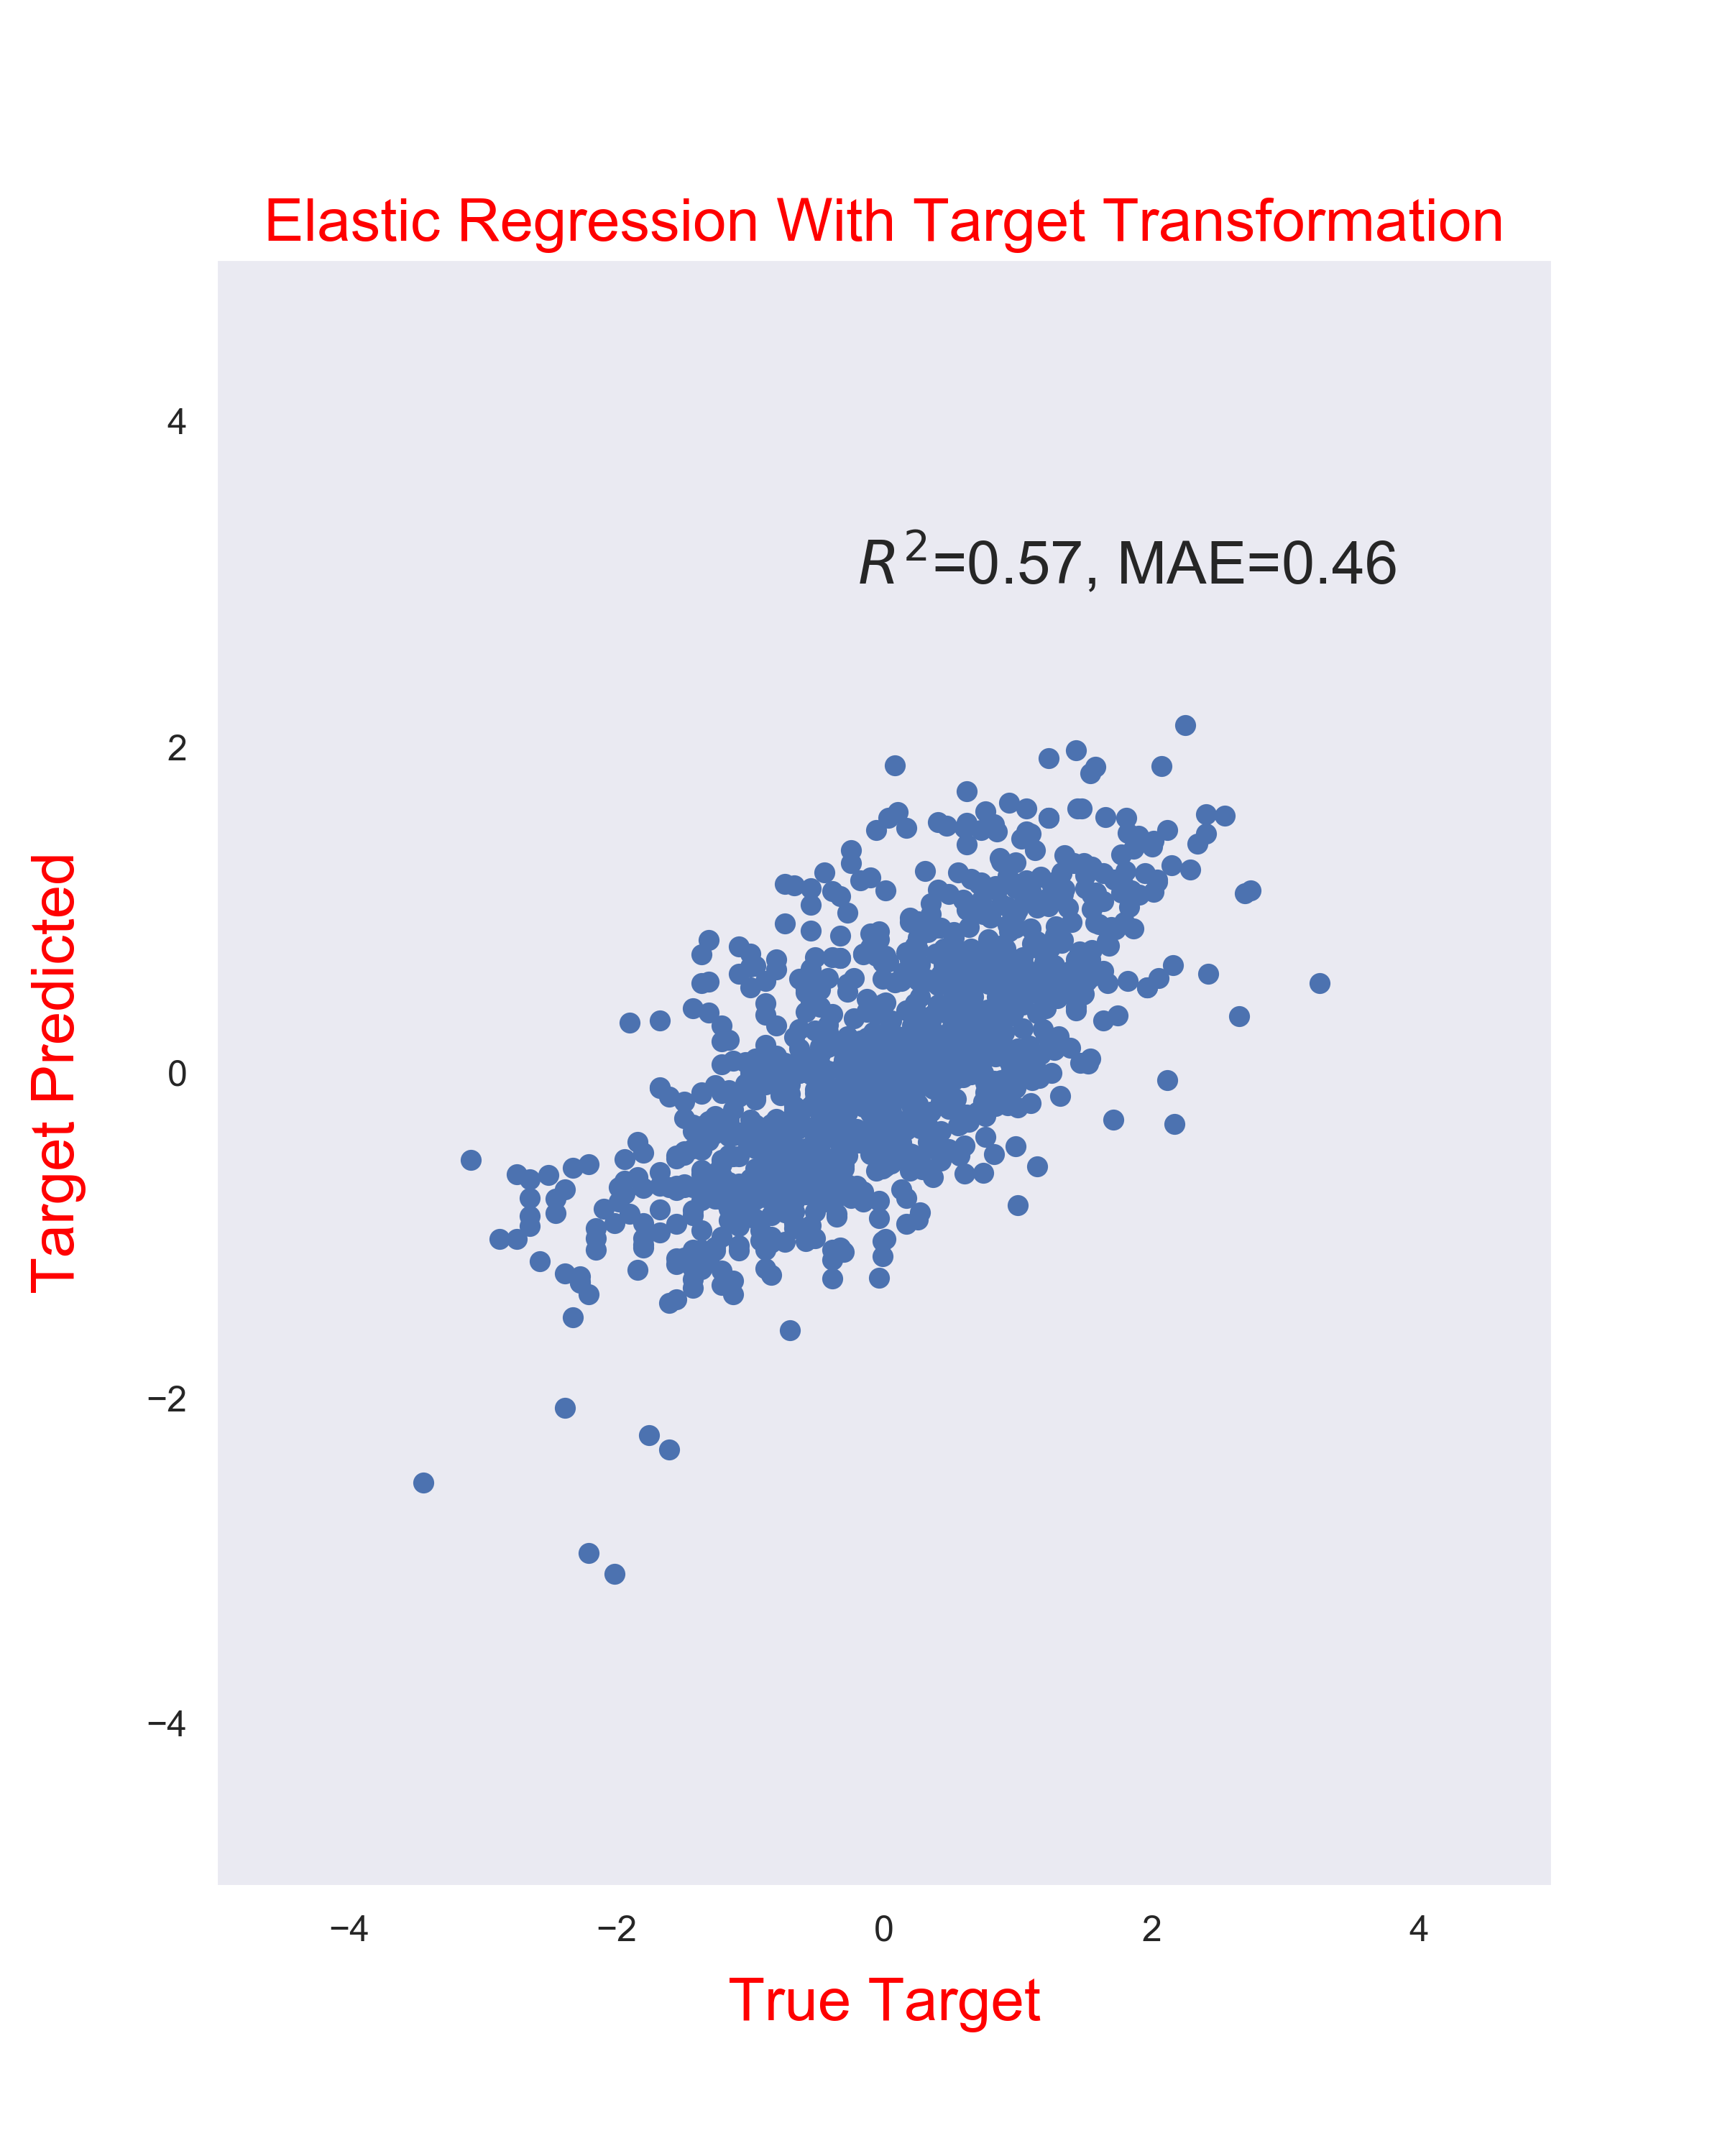 Elastic Regression With Target Transformation
4
R²=0.57, MAE=0.46
2
0
−2
−4
Target Predicted
−4 −2 0 2 4
True Target